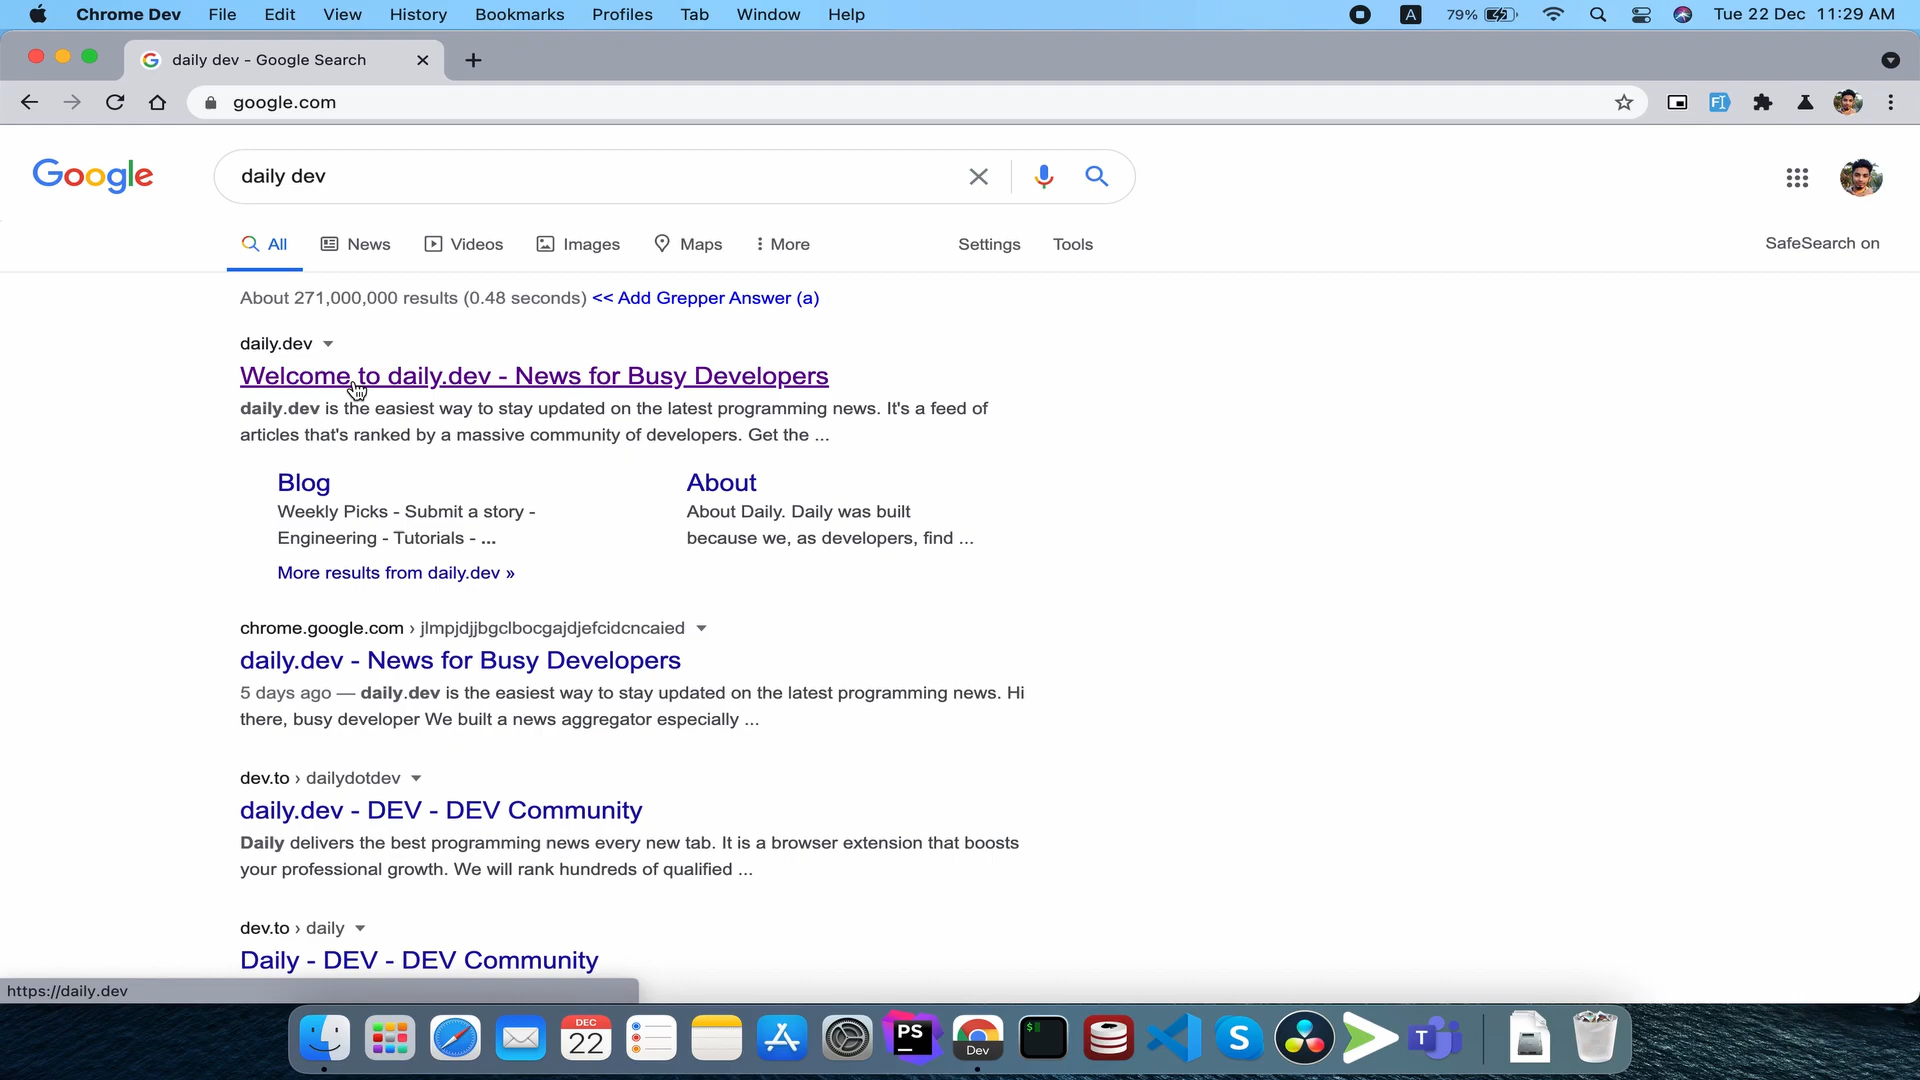 Chrome Dev File Edit View History Bookmarks Profiles Tab Window Help A 79% Tue 22 Dec 11:29 AM
daily dev - Google Search
google.com
Google daily dev
All News Videos Images Maps More Settings Tools SafeSearch on
About 271,000,000 results (0.48 seconds) << Add Grepper Answer (a)
daily.dev
Welcome to daily.dev - News for Busy Developers
daily.dev is the easiest way to stay updated on the latest programming news. It's a feed of
articles that's ranked by a massive community of developers. Get the ...
Blog
Weekly Picks - Submit a story -
Engineering - Tutorials - ...
About
About Daily. Daily was built
because we, as developers, find ...
More results from daily.dev »
chrome.google.com › jlmpjdjjbgclbocgajdjefcidcncaied
daily.dev - News for Busy Developers
5 days ago — daily.dev is the easiest way to stay updated on the latest programming news. Hi
there, busy developer We built a news aggregator especially ...
dev.to › dailydotdev
daily.dev - DEV - DEV Community
Daily delivers the best programming news every new tab. It is a browser extension that boosts
your professional growth. We will rank hundreds of qualified ...
dev.to › daily
Daily - DEV - DEV Community
https://daily.dev
DEC
22
PS
Dev
$
S
T